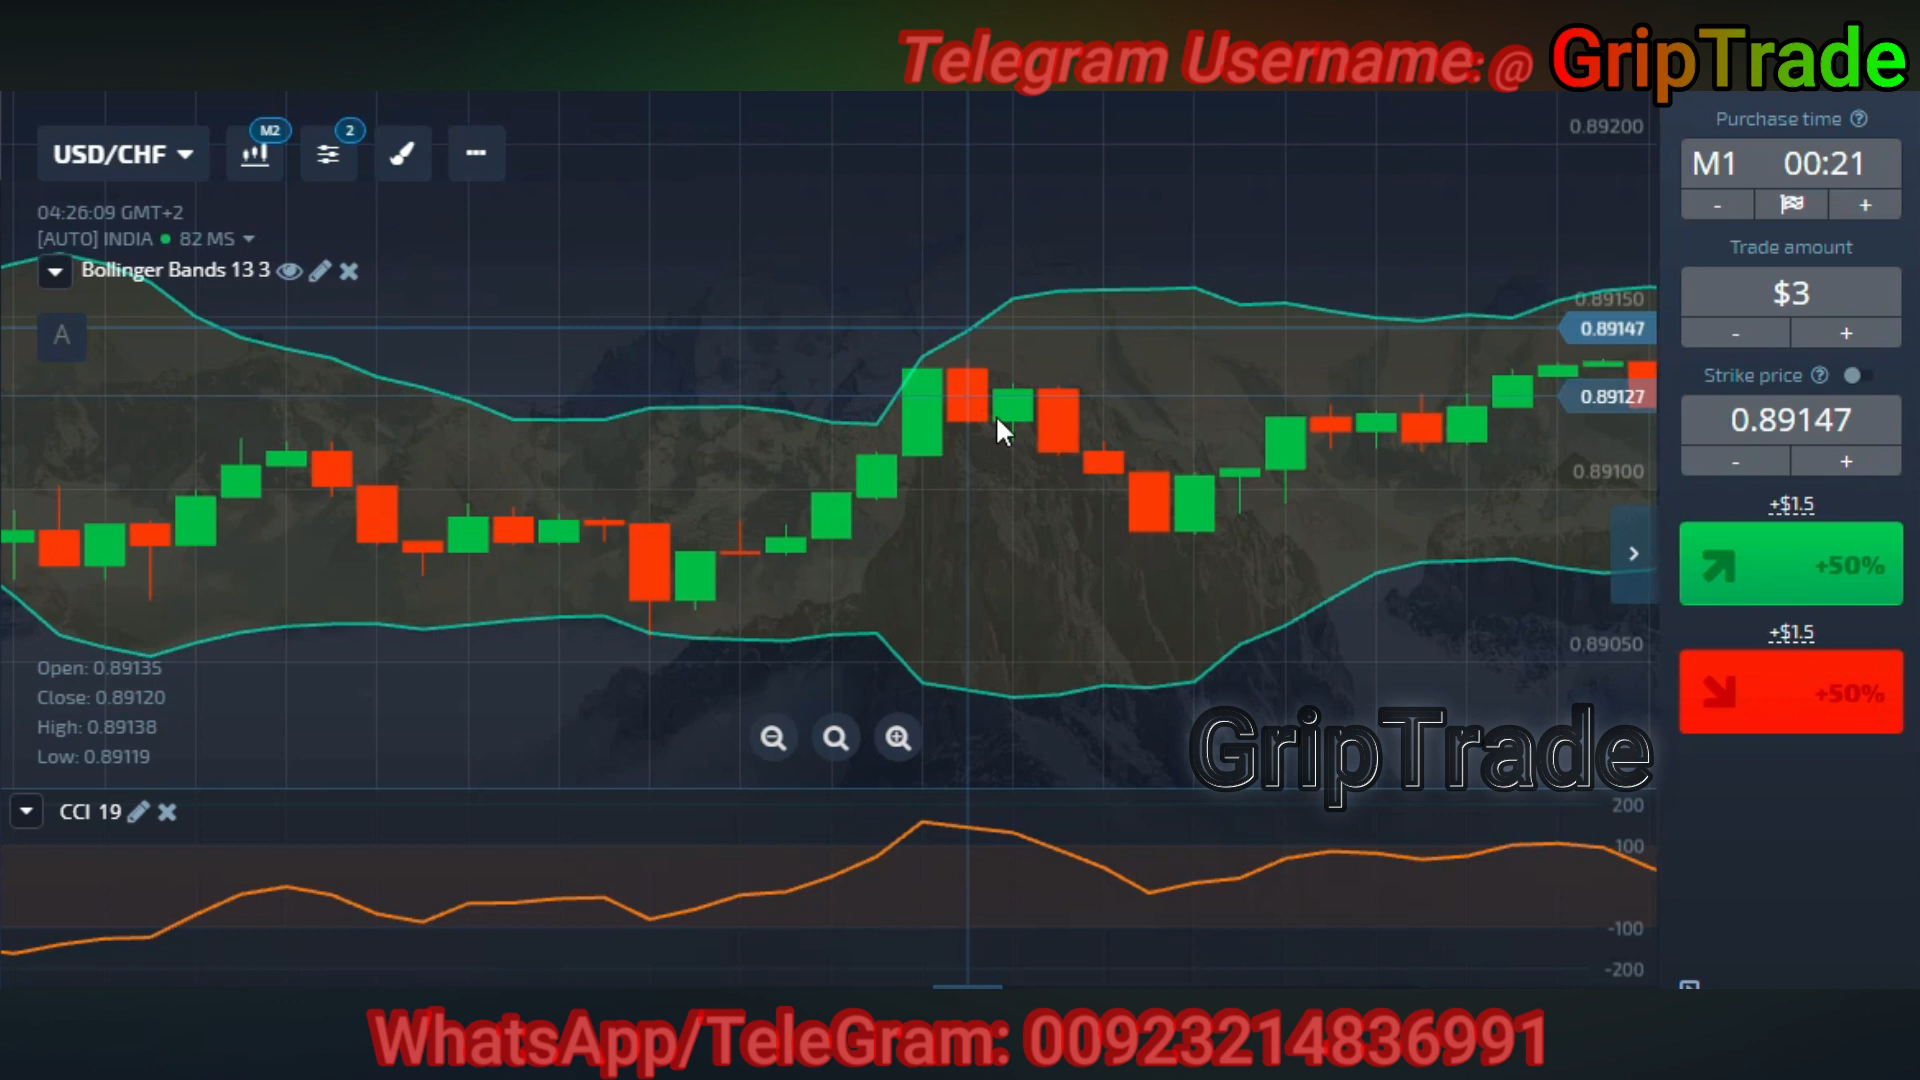 Telegram Username:@ GripTrade
USD/CHF
M2
2
04:26:09 GMT+2
[AUTO] INDIA 82 MS
Bollinger Bands 13 3
A
0.89200
0.89150
0.89147
0.89127
0.89100
0.89050
Open: 0.89135
Close: 0.89120
High: 0.89138
Low: 0.89119
GripTrade
CCI 19
200
100
-100
-200
Purchase time ?
M1 00:21
- +
Trade amount
$3
- +
Strike price ?
0.89147
- +
+$1.5
+50%
+$1.5
+50%
WhatsApp/TeleGram: 00923214836991